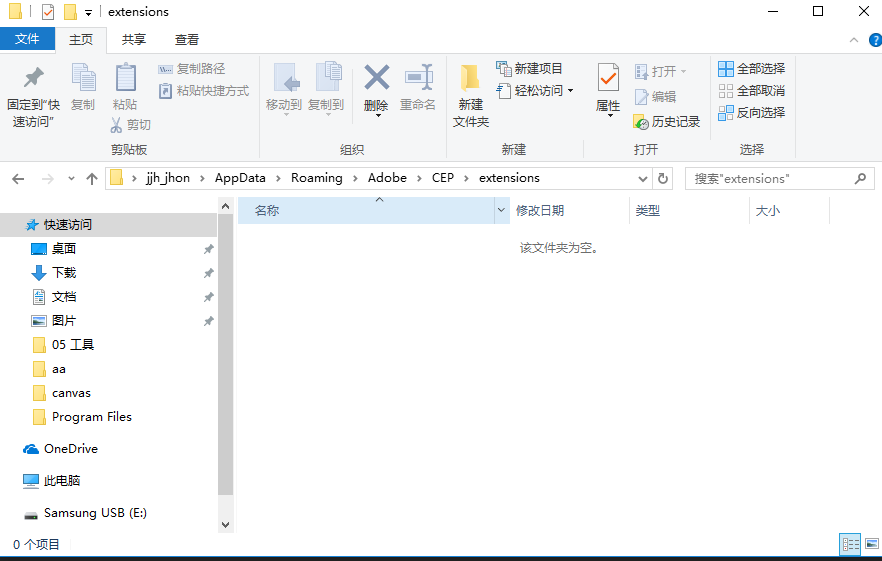 extensions
文件
主页
共享
查看
固定到"快
速访问"
复制
粘贴
复制路径
粘贴快捷方式
剪切
剪贴板
移动到
复制到
删除
重命名
组织
新建
文件夹
新建项目
轻松访问
新建
属性
打开
编辑
历史记录
打开
全部选择
全部取消
反向选择
选择
jjh_jhon > AppData > Roaming > Adobe > CEP > extensions
搜索"extensions"
名称
修改日期
类型
大小
该文件夹为空。
快速访问
桌面
下载
文档
图片
05 工具
aa
canvas
Program Files
OneDrive
此电脑
Samsung USB (E:)
0 个项目